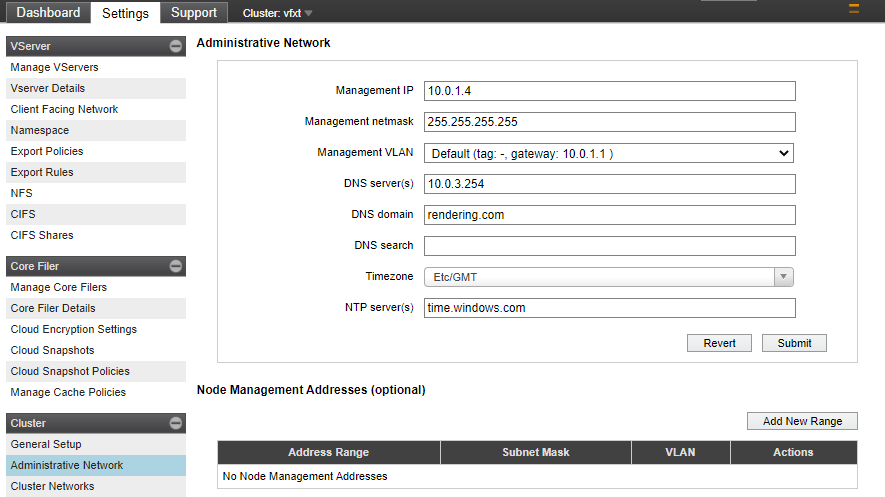 Dashboard Settings Support Cluster: vfxt
VServer
Manage VServers
Vserver Details
Client Facing Network
Namespace
Export Policies
Export Rules
NFS
CIFS
CIFS Shares
Core Filer
Manage Core Filers
Core Filer Details
Cloud Encryption Settings
Cloud Snapshots
Cloud Snapshot Policies
Manage Cache Policies
Cluster
General Setup
Administrative Network
Cluster Networks
Administrative Network
Management IP 10.0.1.4
Management netmask 255.255.255.255
Management VLAN Default (tag: -, gateway: 10.0.1.1 )
DNS server(s) 10.0.3.254
DNS domain rendering.com
DNS search
Timezone Etc/GMT
NTP server(s) time.windows.com
Revert Submit
Node Management Addresses (optional)
Add New Range
Address Range Subnet Mask VLAN Actions
No Node Management Addresses